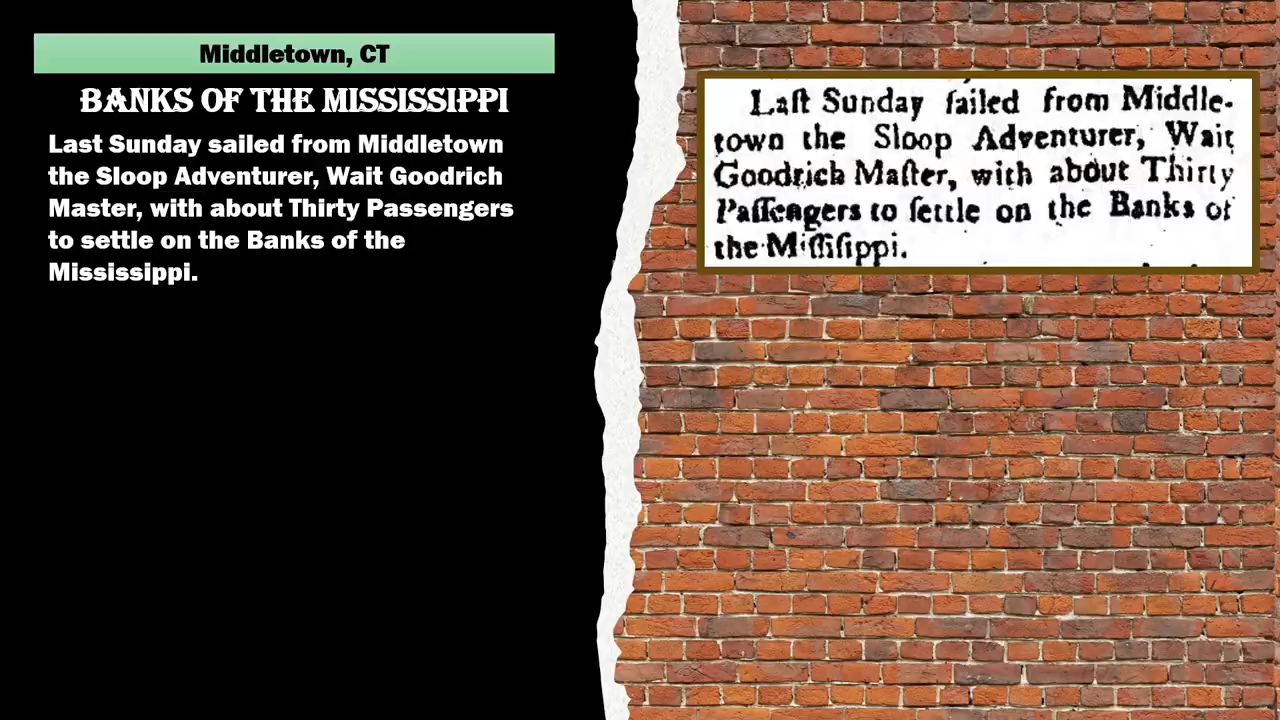 Middletown, CT
BANKS OF THE MISSISSIPPI
Last Sunday sailed from Middletown
the Sloop Adventurer, Wait Goodrich
Master, with about Thirty Passengers
to settle on the Banks of the
Mississippi.
Laſt Sunday ſailed from Middle-
town the Sloop Adventurer, Wait
Goodrich Maſter, with about Thirty
Paſſengers to ſettle on the Banks of
the Miſſiſippi.